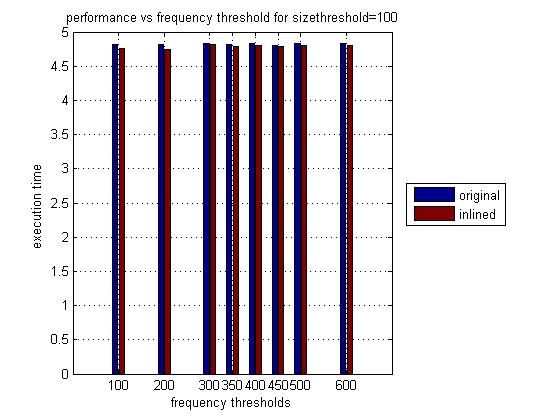 performance vs frequency threshold for sizethreshold=100
5
4.5
4
3.5
3
2.5
2
1.5
1
0.5
0
execution time
100 200 300 350 400 450 500 600
frequency thresholds
original
inlined